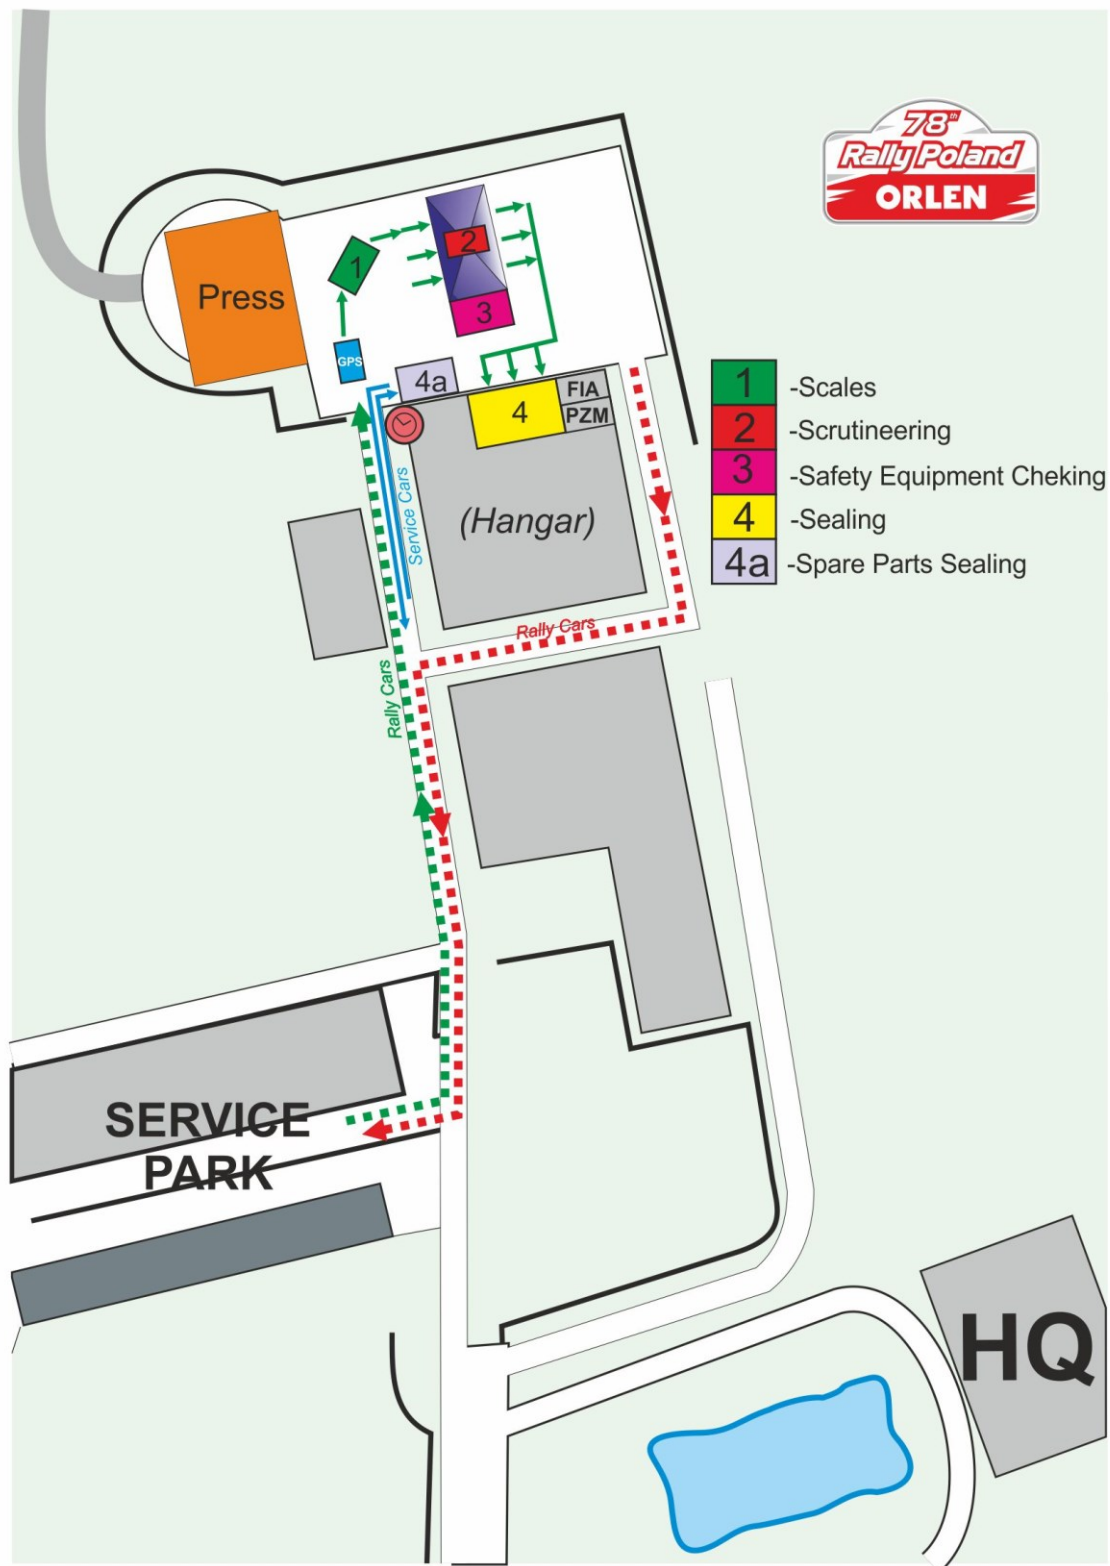 78th
Rally Poland
ORLEN
1
2
3
Press
GPS
4a
4
FIA
PZM
(Hangar)
Service Cars
Rally Cars
Rally Cars
1 -Scales
2 -Scrutineering
3 -Safety Equipment Cheking
4 -Sealing
4a -Spare Parts Sealing
SERVICE
PARK
HQ